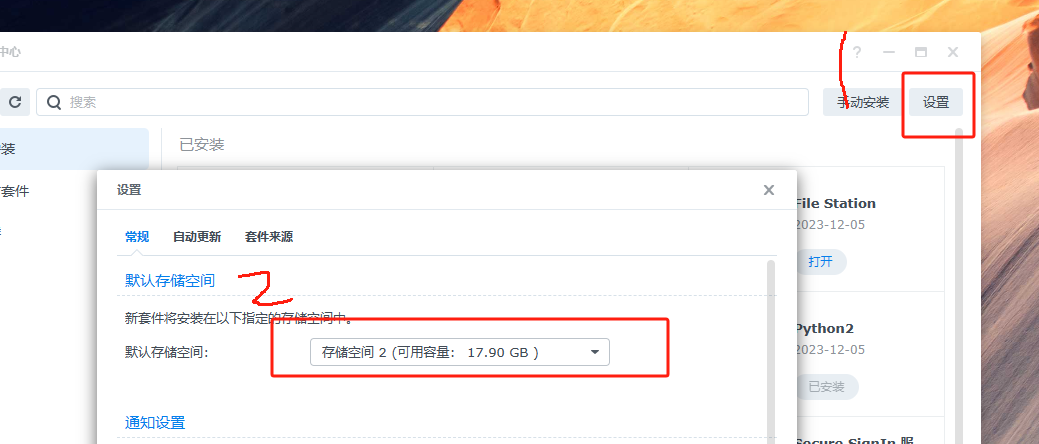 中心
?
搜索
手动安装
设置
装
已安装
套件
设置
File Station
2023-12-05
常规
自动更新
套件来源
打开
默认存储空间
2
新套件将安装在以下指定的存储空间中。
Python2
2023-12-05
默认存储空间:
存储空间 2 (可用容量: 17.90 GB )
已安装
通知设置
Secure SignIn 服